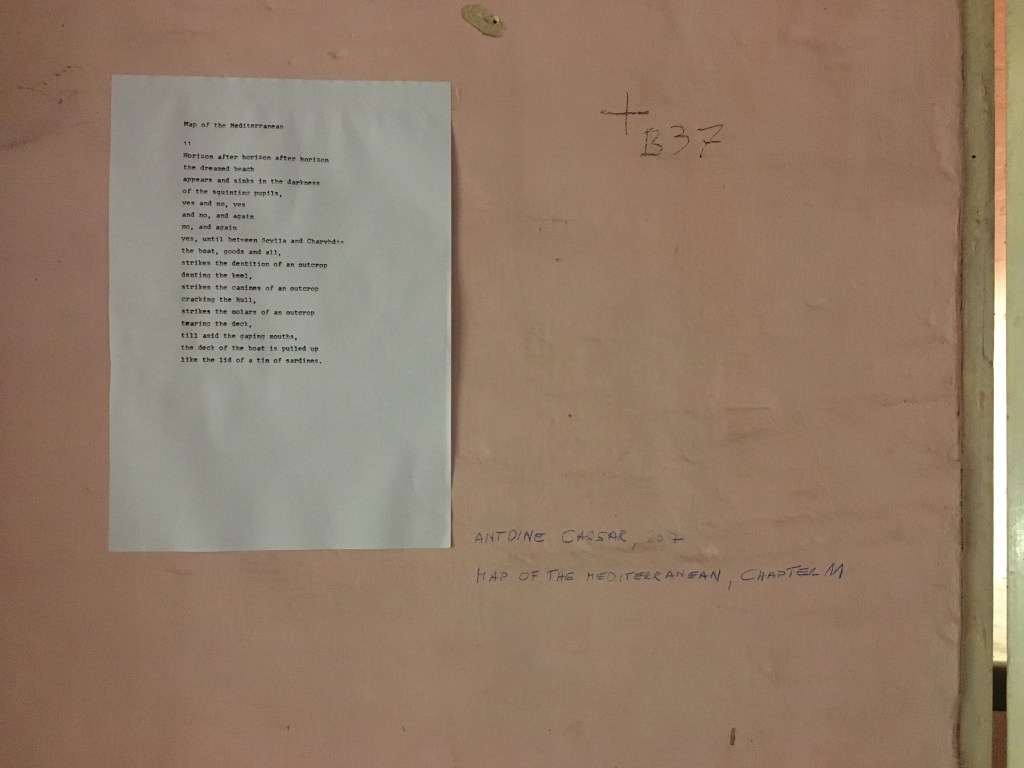 Map of the Mediterranean
11
Horizon after horizon after horizon
the dreamed beach
appears and sinks in the darkness
of the squinting pupils,
yes and no, yes
and no, and again
no, and again
yes, until between Scylla and Charybdis
the boat, goods and all,
strikes the dentition of an outcrop
denting the keel,
strikes the canines of an outcrop
cracking the hull,
strikes the molars of an outcrop
tearing the deck,
till amid the gaping mouths,
the deck of the boat is pulled up
like the lid of a tin of sardines.
B37
ANTOINE CASSAR,
MAP OF THE MEDITERRANEAN, CHAPTER 11